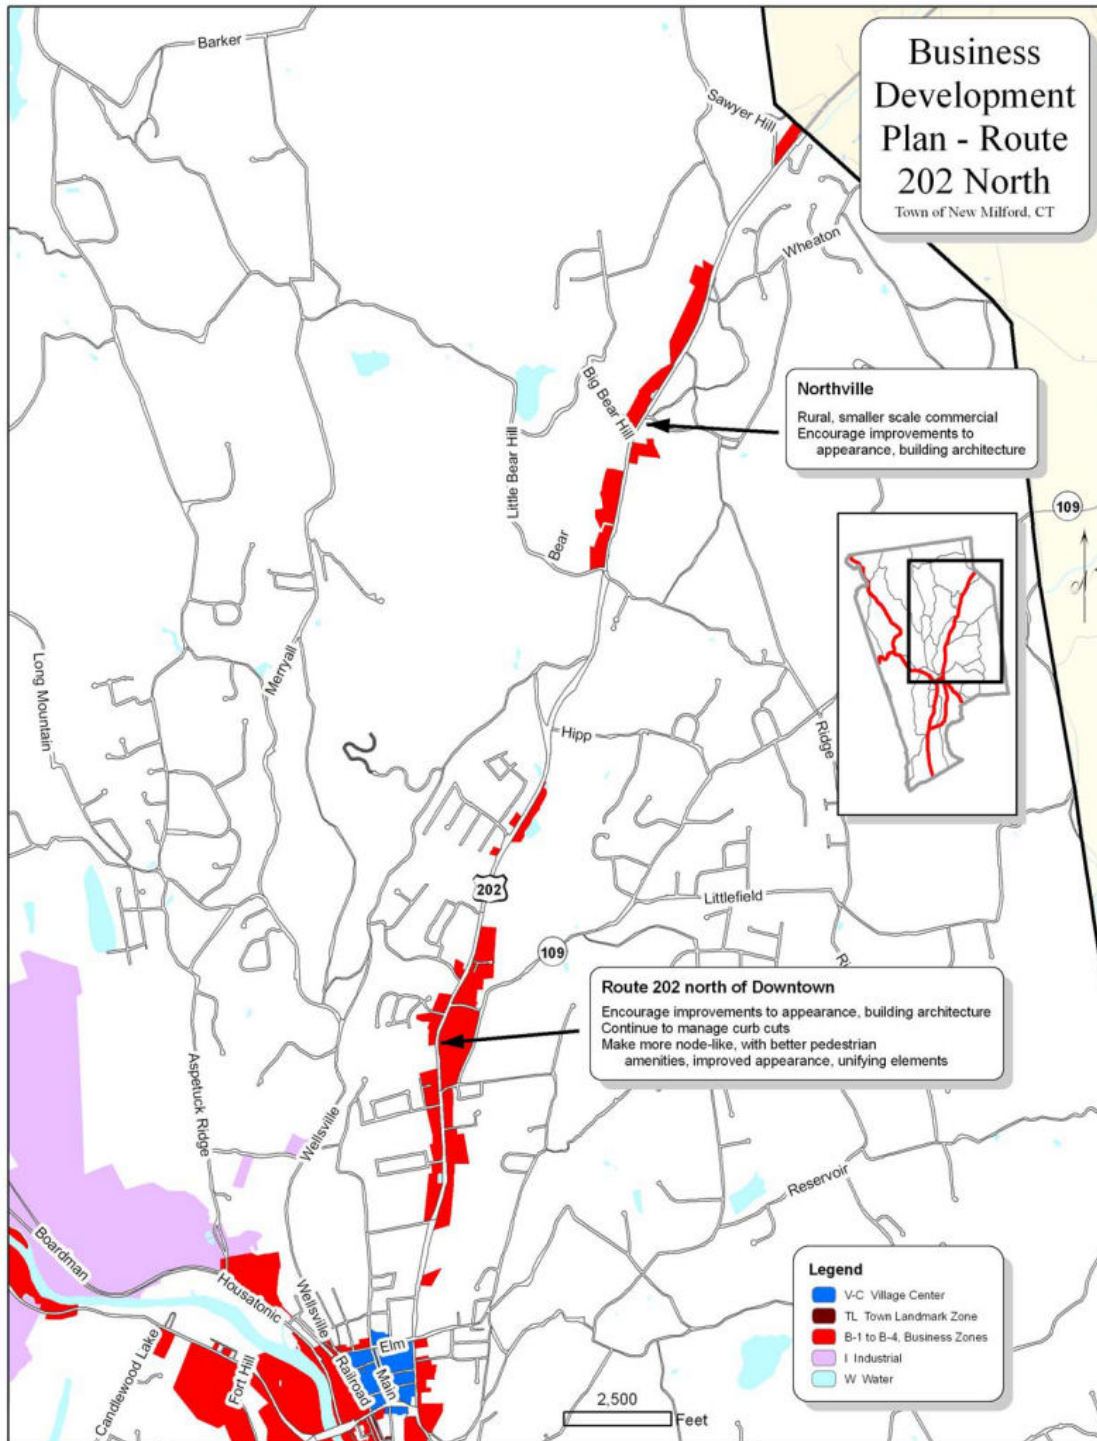 Business
Development
Plan - Route
202 North
Town of New Milford, CT
Barker
Sawyer Hill
Wheaton
Big Bear Hill
Northville
Rural, smaller scale commercial
Encourage improvements to
appearance, building architecture
Little Bear Hill
109
Bear
Long Mountain
Merryall
Ridge
Hipp
202
Littlefield
109
Route 202 north of Downtown
Encourage improvements to appearance, building architecture
Continue to manage curb cuts
Make more node-like, with better pedestrian
amenities, improved appearance, unifying elements
Aspetuck Ridge
Wellsville
Reservoir
Boardman
Housatonic
Wellsville
Elm
Candlewood Lake
Fort Hill
Railroad
Main
Legend
V-C Village Center
TL Town Landmark Zone
B-1 to B-4, Business Zones
I Industrial
W Water
2,500
Feet